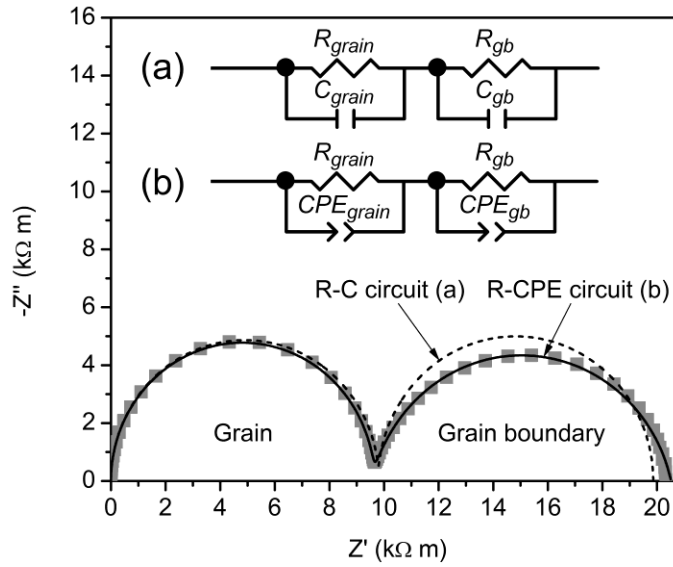 16
14
12
10
8
6
4
2
0
-Z'' (kΩ m)
(a)
R_grain
R_gb
C_grain
C_gb
(b)
R_grain
R_gb
CPE_grain
CPE_gb
R-C circuit (a)
R-CPE circuit (b)
Grain
Grain boundary
0 2 4 6 8 10 12 14 16 18 20
Z' (kΩ m)